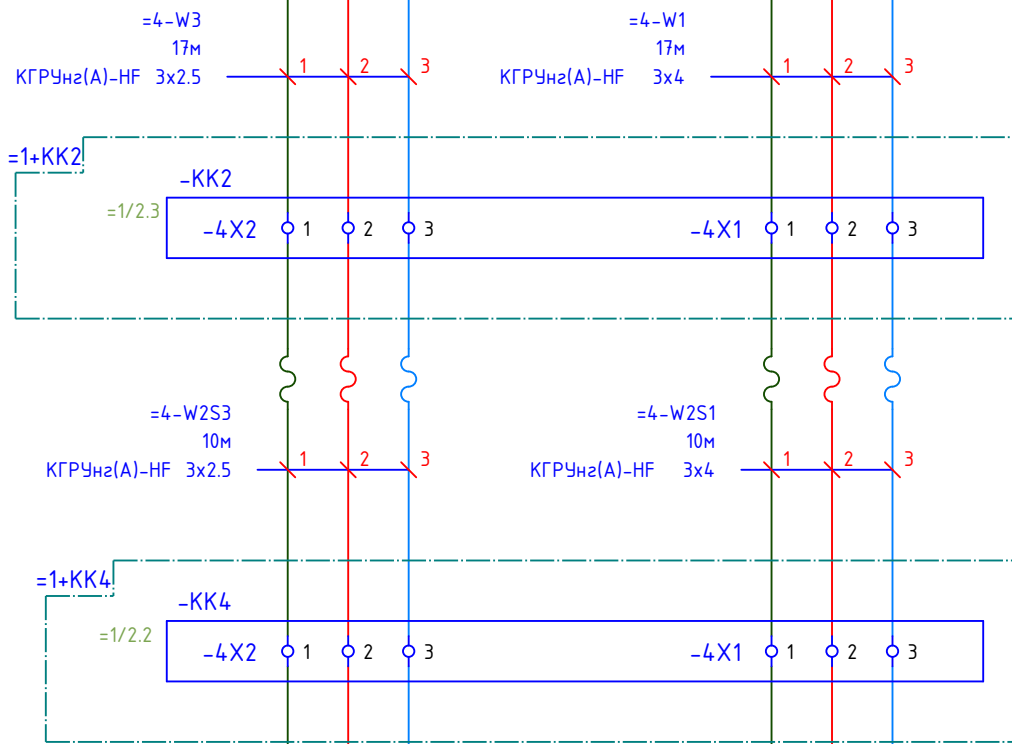 =4-W3
17м
КГРУнг(А)-HF 3x2.5
1 2 3
=4-W1
17м
КГРУнг(А)-HF 3x4
1 2 3
=1+KK2
-KK2
=1/2.3
-4X2 1 2 3
-4X1 1 2 3
=4-W2S3
10м
КГРУнг(А)-HF 3x2.5
1 2 3
=4-W2S1
10м
КГРУнг(А)-HF 3x4
1 2 3
=1+KK4
-KK4
=1/2.2
-4X2 1 2 3
-4X1 1 2 3